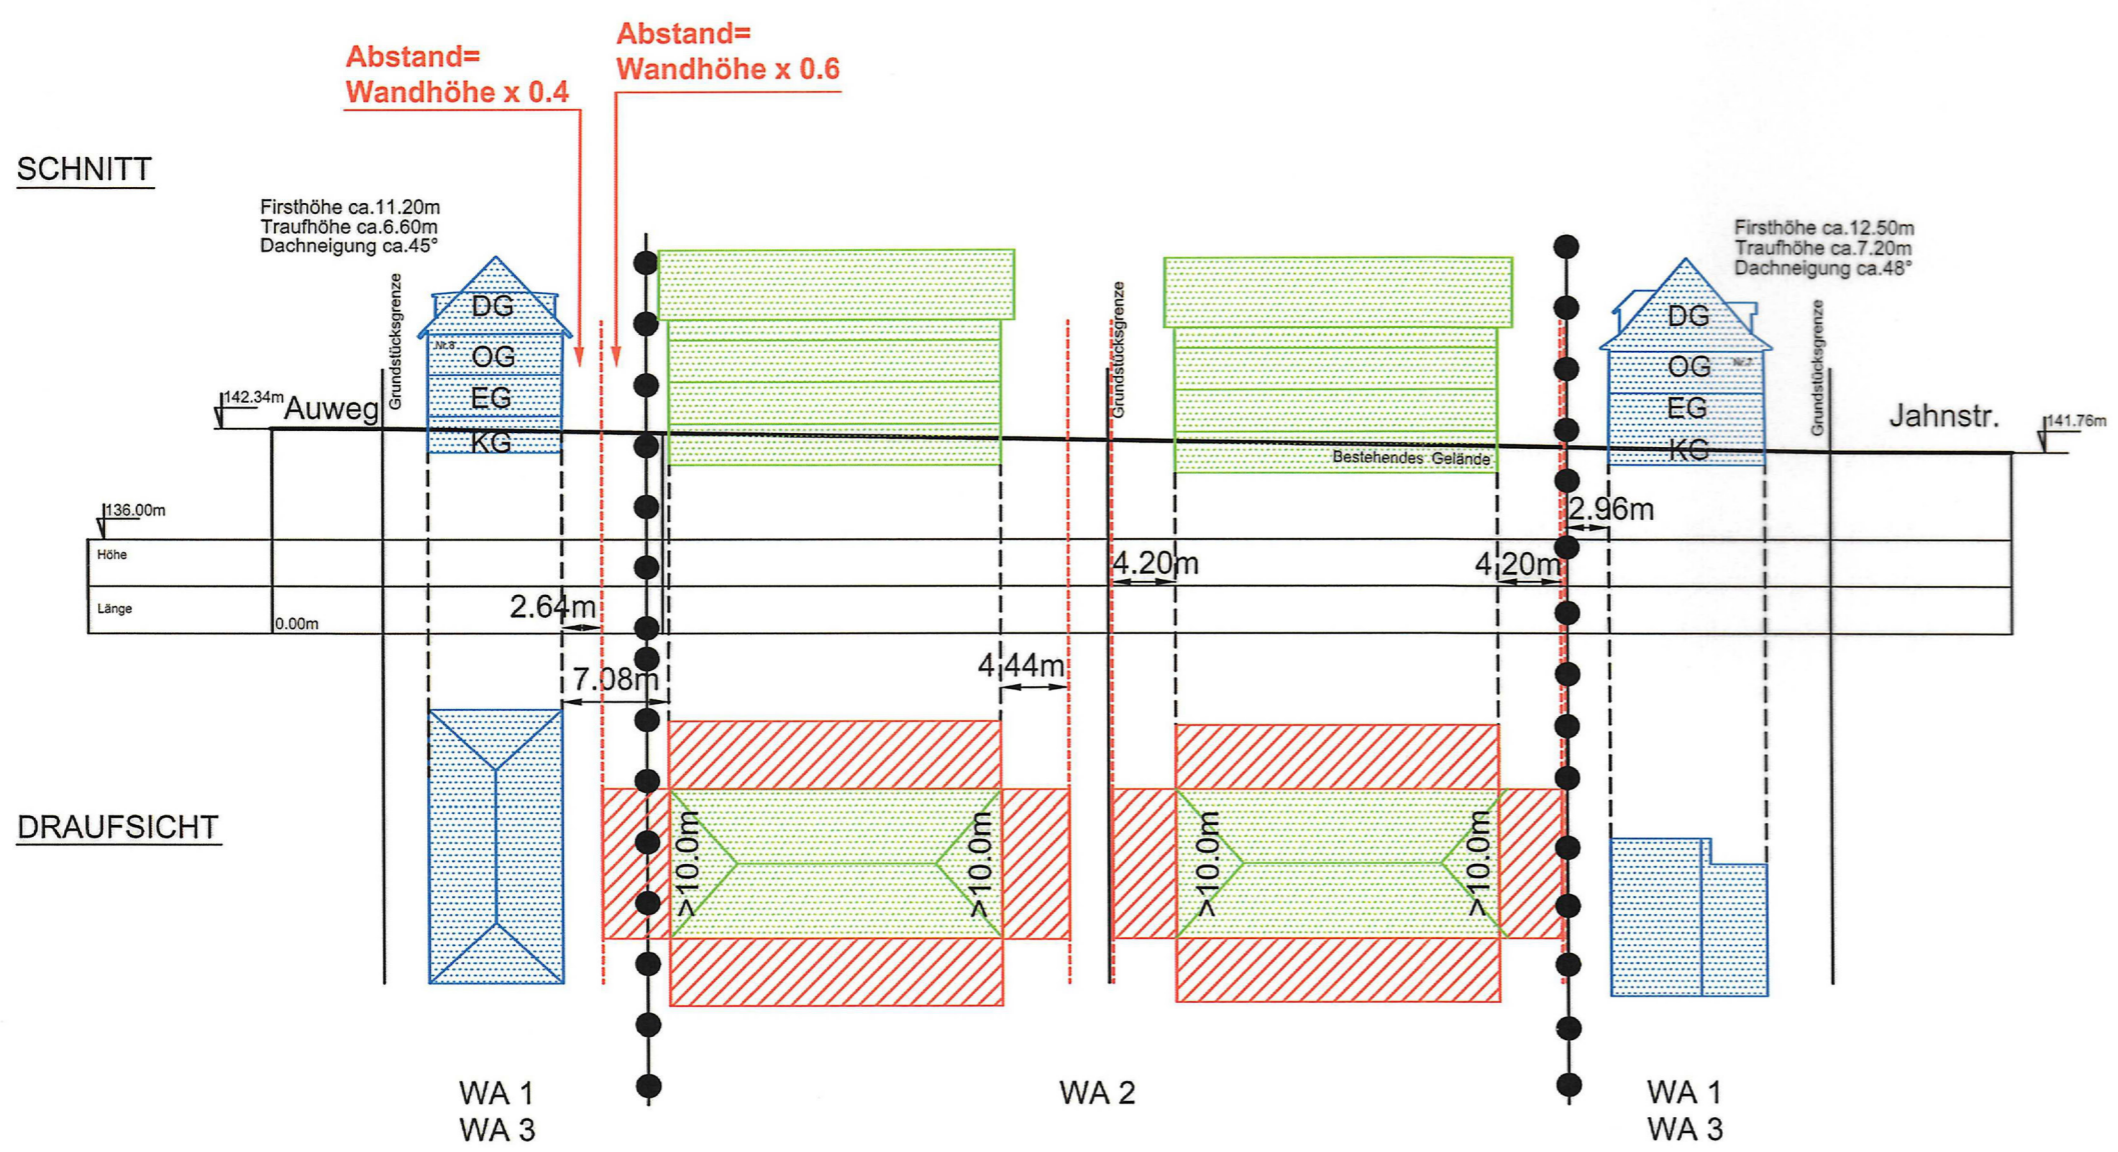 Abstand=
Wandhöhe x 0.4
Abstand=
Wandhöhe x 0.6
SCHNITT
Firsthöhe ca.11.20m
Traufhöhe ca.6.60m
Dachneigung ca.45°
Firsthöhe ca.12.50m
Traufhöhe ca.7.20m
Dachneigung ca.48°
Grundstücksgrenze
Grundstücksgrenze
Grundstücksgrenze
DG
Nr.8
OG
EG
KG
DG
OG
Nr.7
EG
KG
142.34m
Auweg
Jahnstr.
141.76m
Bestehendes Gelände
136.00m
Höhe
Länge
0.00m
2.96m
4.20m
4.20m
2.64m
7.08m
4.44m
DRAUFSICHT
>10.0m
>10.0m
>10.0m
>10.0m
WA 1
WA 3
WA 2
WA 1
WA 3